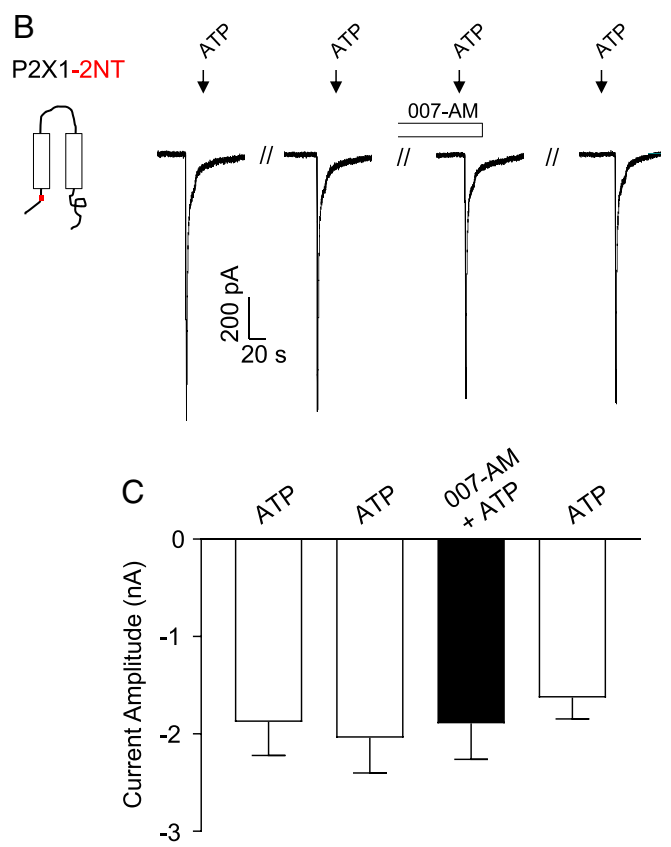 B
P2X1-2NT
ATP ATP ATP ATP
007-AM
// // //
200 pA
20 s
C
ATP ATP 007-AM + ATP ATP
Current Amplitude (nA)
0
-1
-2
-3